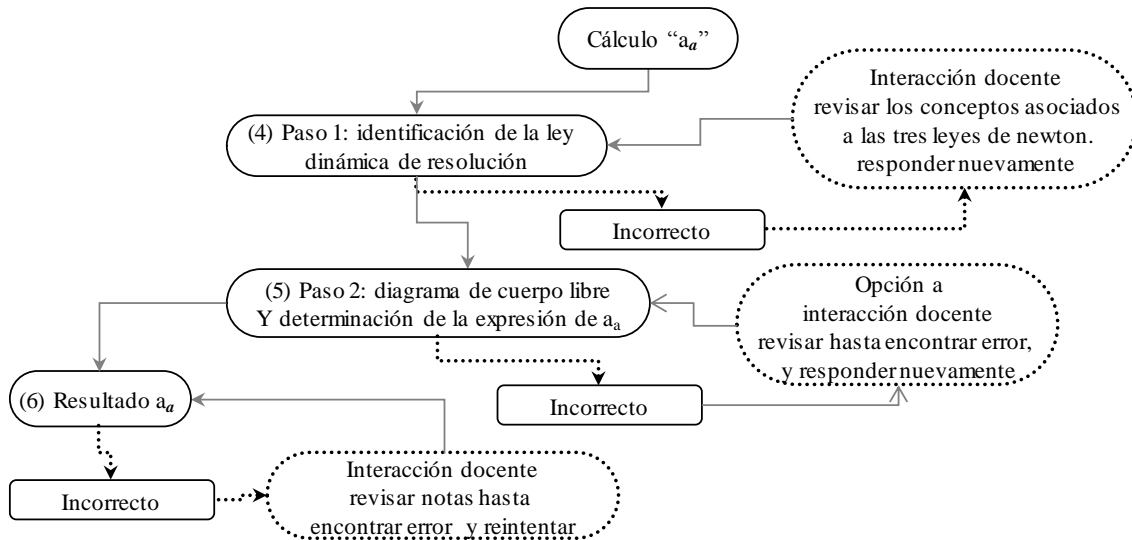 Cálculo “aₐ”
Interacción docente
revisar los conceptos asociados
a las tres leyes de newton.
responder nuevamente
(4) Paso 1: identificación de la ley
dinámica de resolución
Incorrecto
(5) Paso 2: diagrama de cuerpo libre
Y determinación de la expresión de aₐ
Opción a
interacción docente
revisar hasta encontrar error,
y responder nuevamente
Incorrecto
(6) Resultado aₐ
Incorrecto
Interacción docente
revisar notas hasta
encontrar error y reintentar